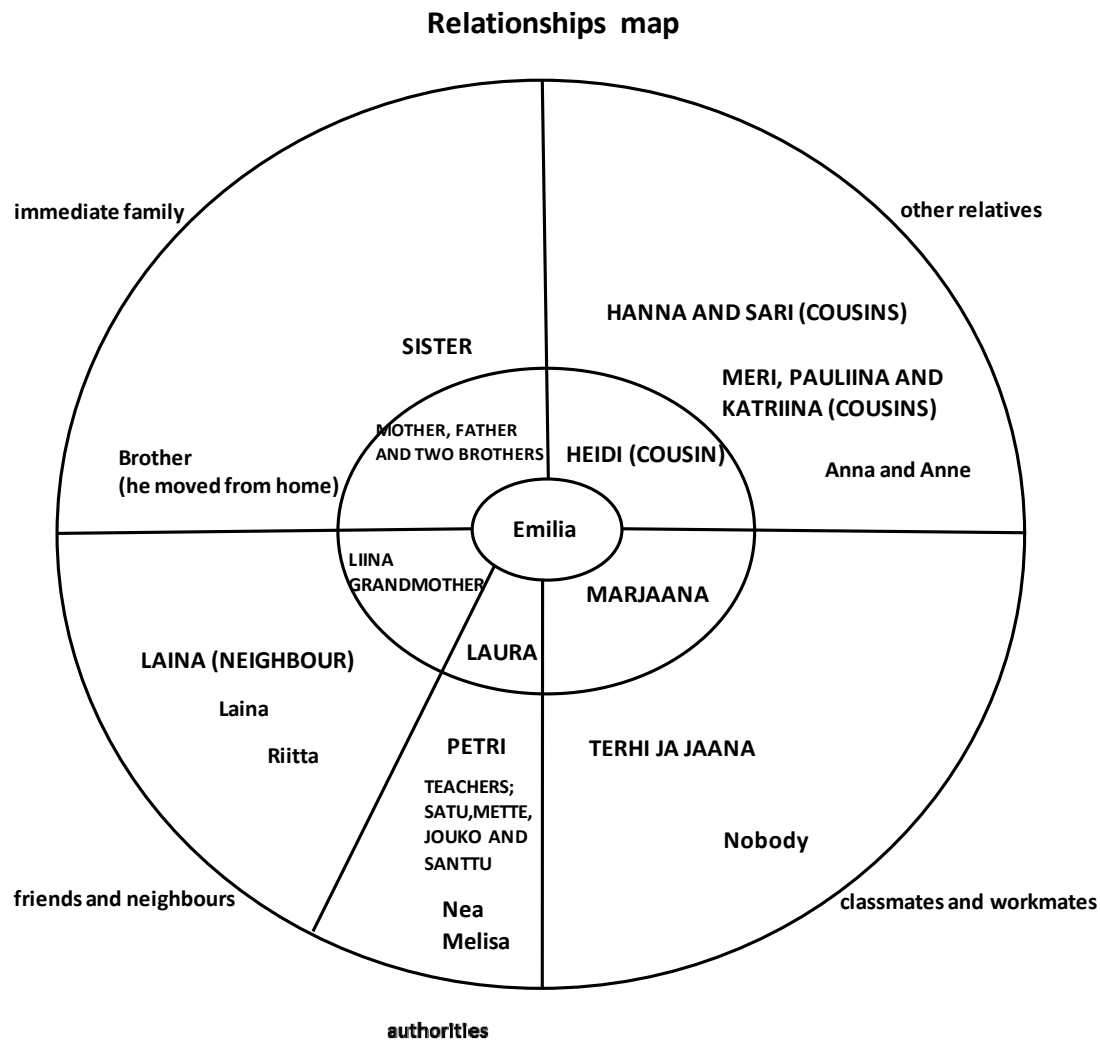 Relationships map
immediate family
other relatives
HANNA AND SARI (COUSINS)
SISTER
MERI, PAULIINA AND
KATRIINA (COUSINS)
MOTHER, FATHER
AND TWO BROTHERS
HEIDI (COUSIN)
Anna and Anne
Brother
(he moved from home)
Emilia
LIINA
GRANDMOTHER
MARJAANA
LAURA
LAINA (NEIGHBOUR)
Laina
Riitta
PETRI
TERHI JA JAANA
TEACHERS;
SATU,METTE,
JOUKO AND
SANTTU
Nobody
Nea
Melisa
friends and neighbours
classmates and workmates
authorities